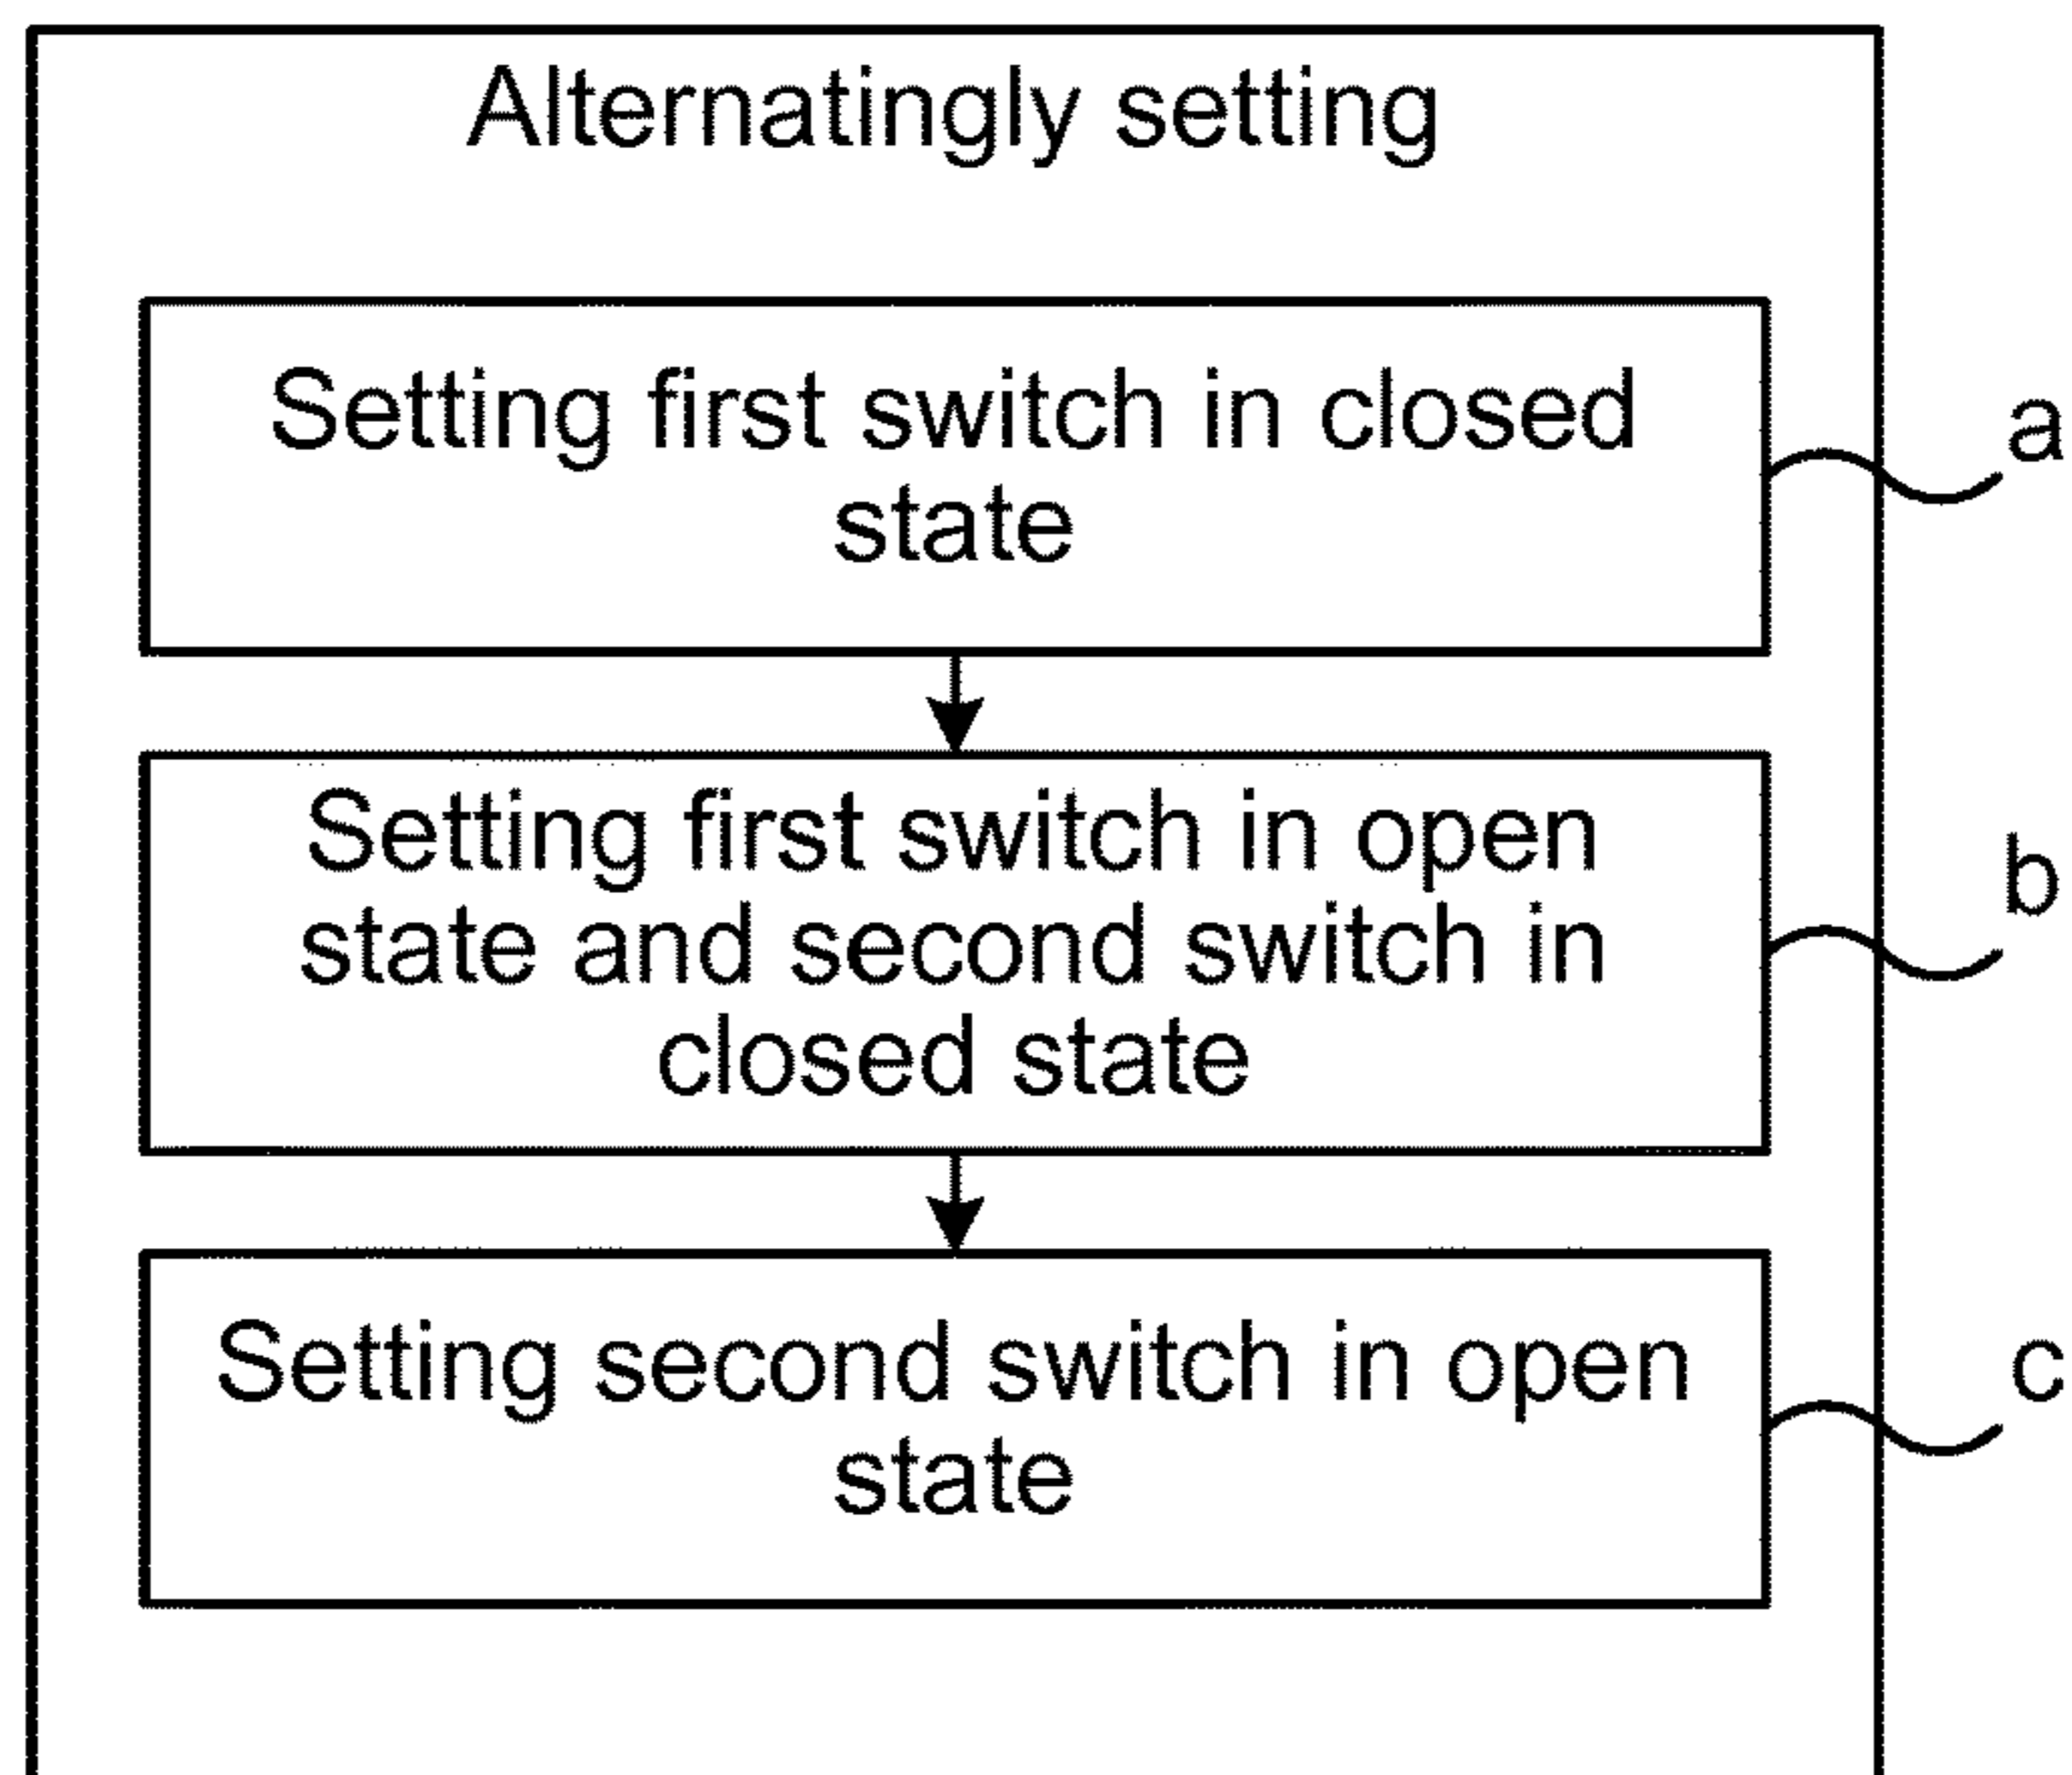 Alternatingly setting
Setting first switch in closed
state
a
Setting first switch in open
state and second switch in
closed state
b
Setting second switch in open
state
c